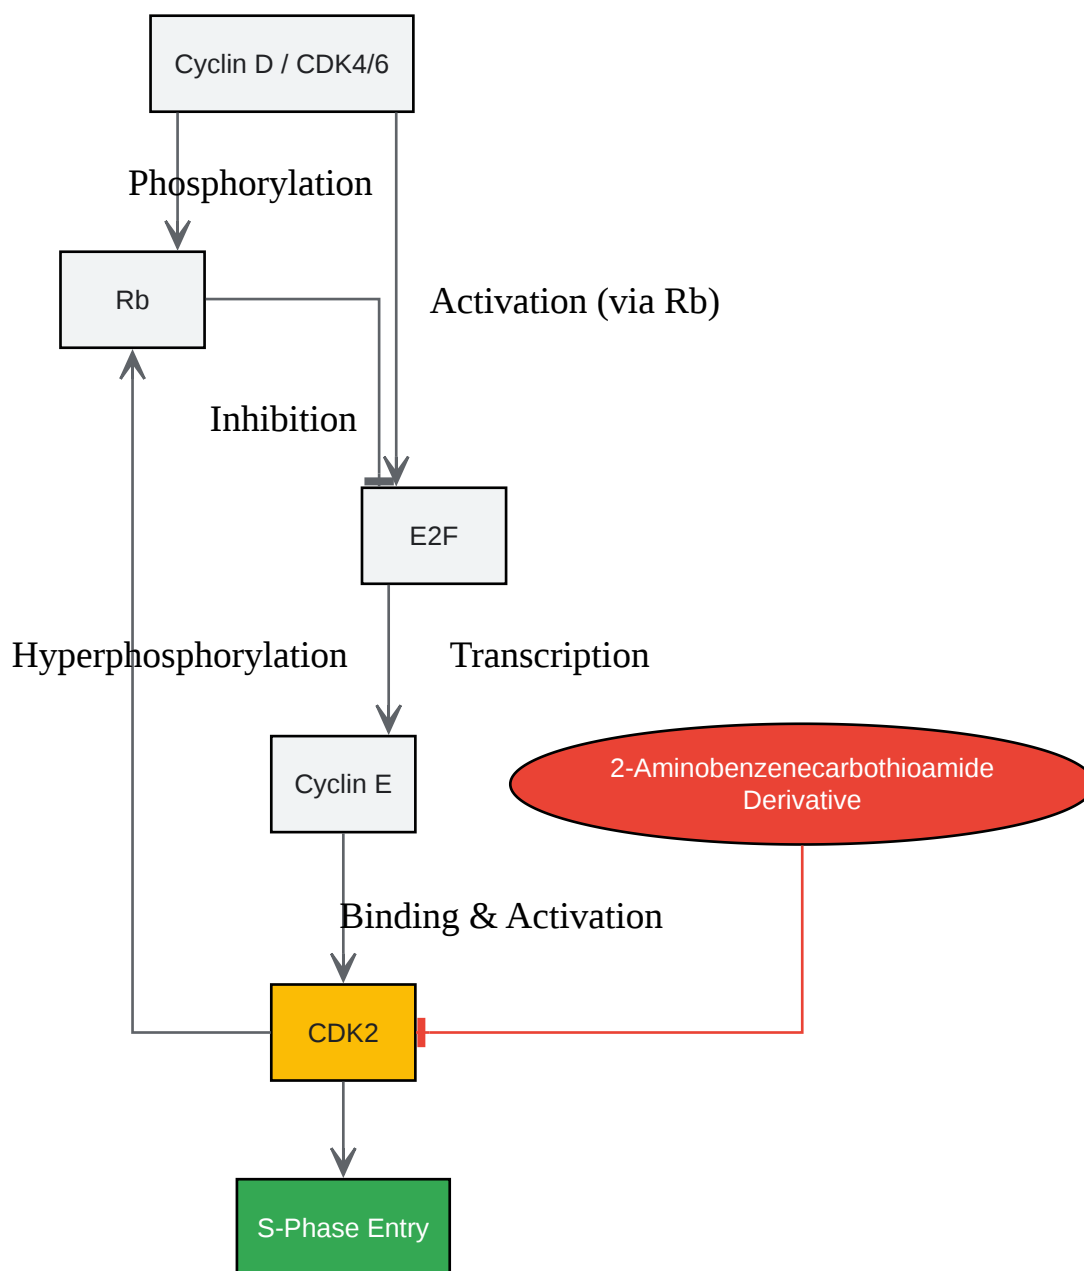 Cyclin D / CDK4/6
Phosphorylation
Rb
Activation (via Rb)
Inhibition
E2F
Hyperphosphorylation
Transcription
2-Aminobenzenecarbothioamide
Derivative
Cyclin E
Binding & Activation
CDK2
S-Phase Entry